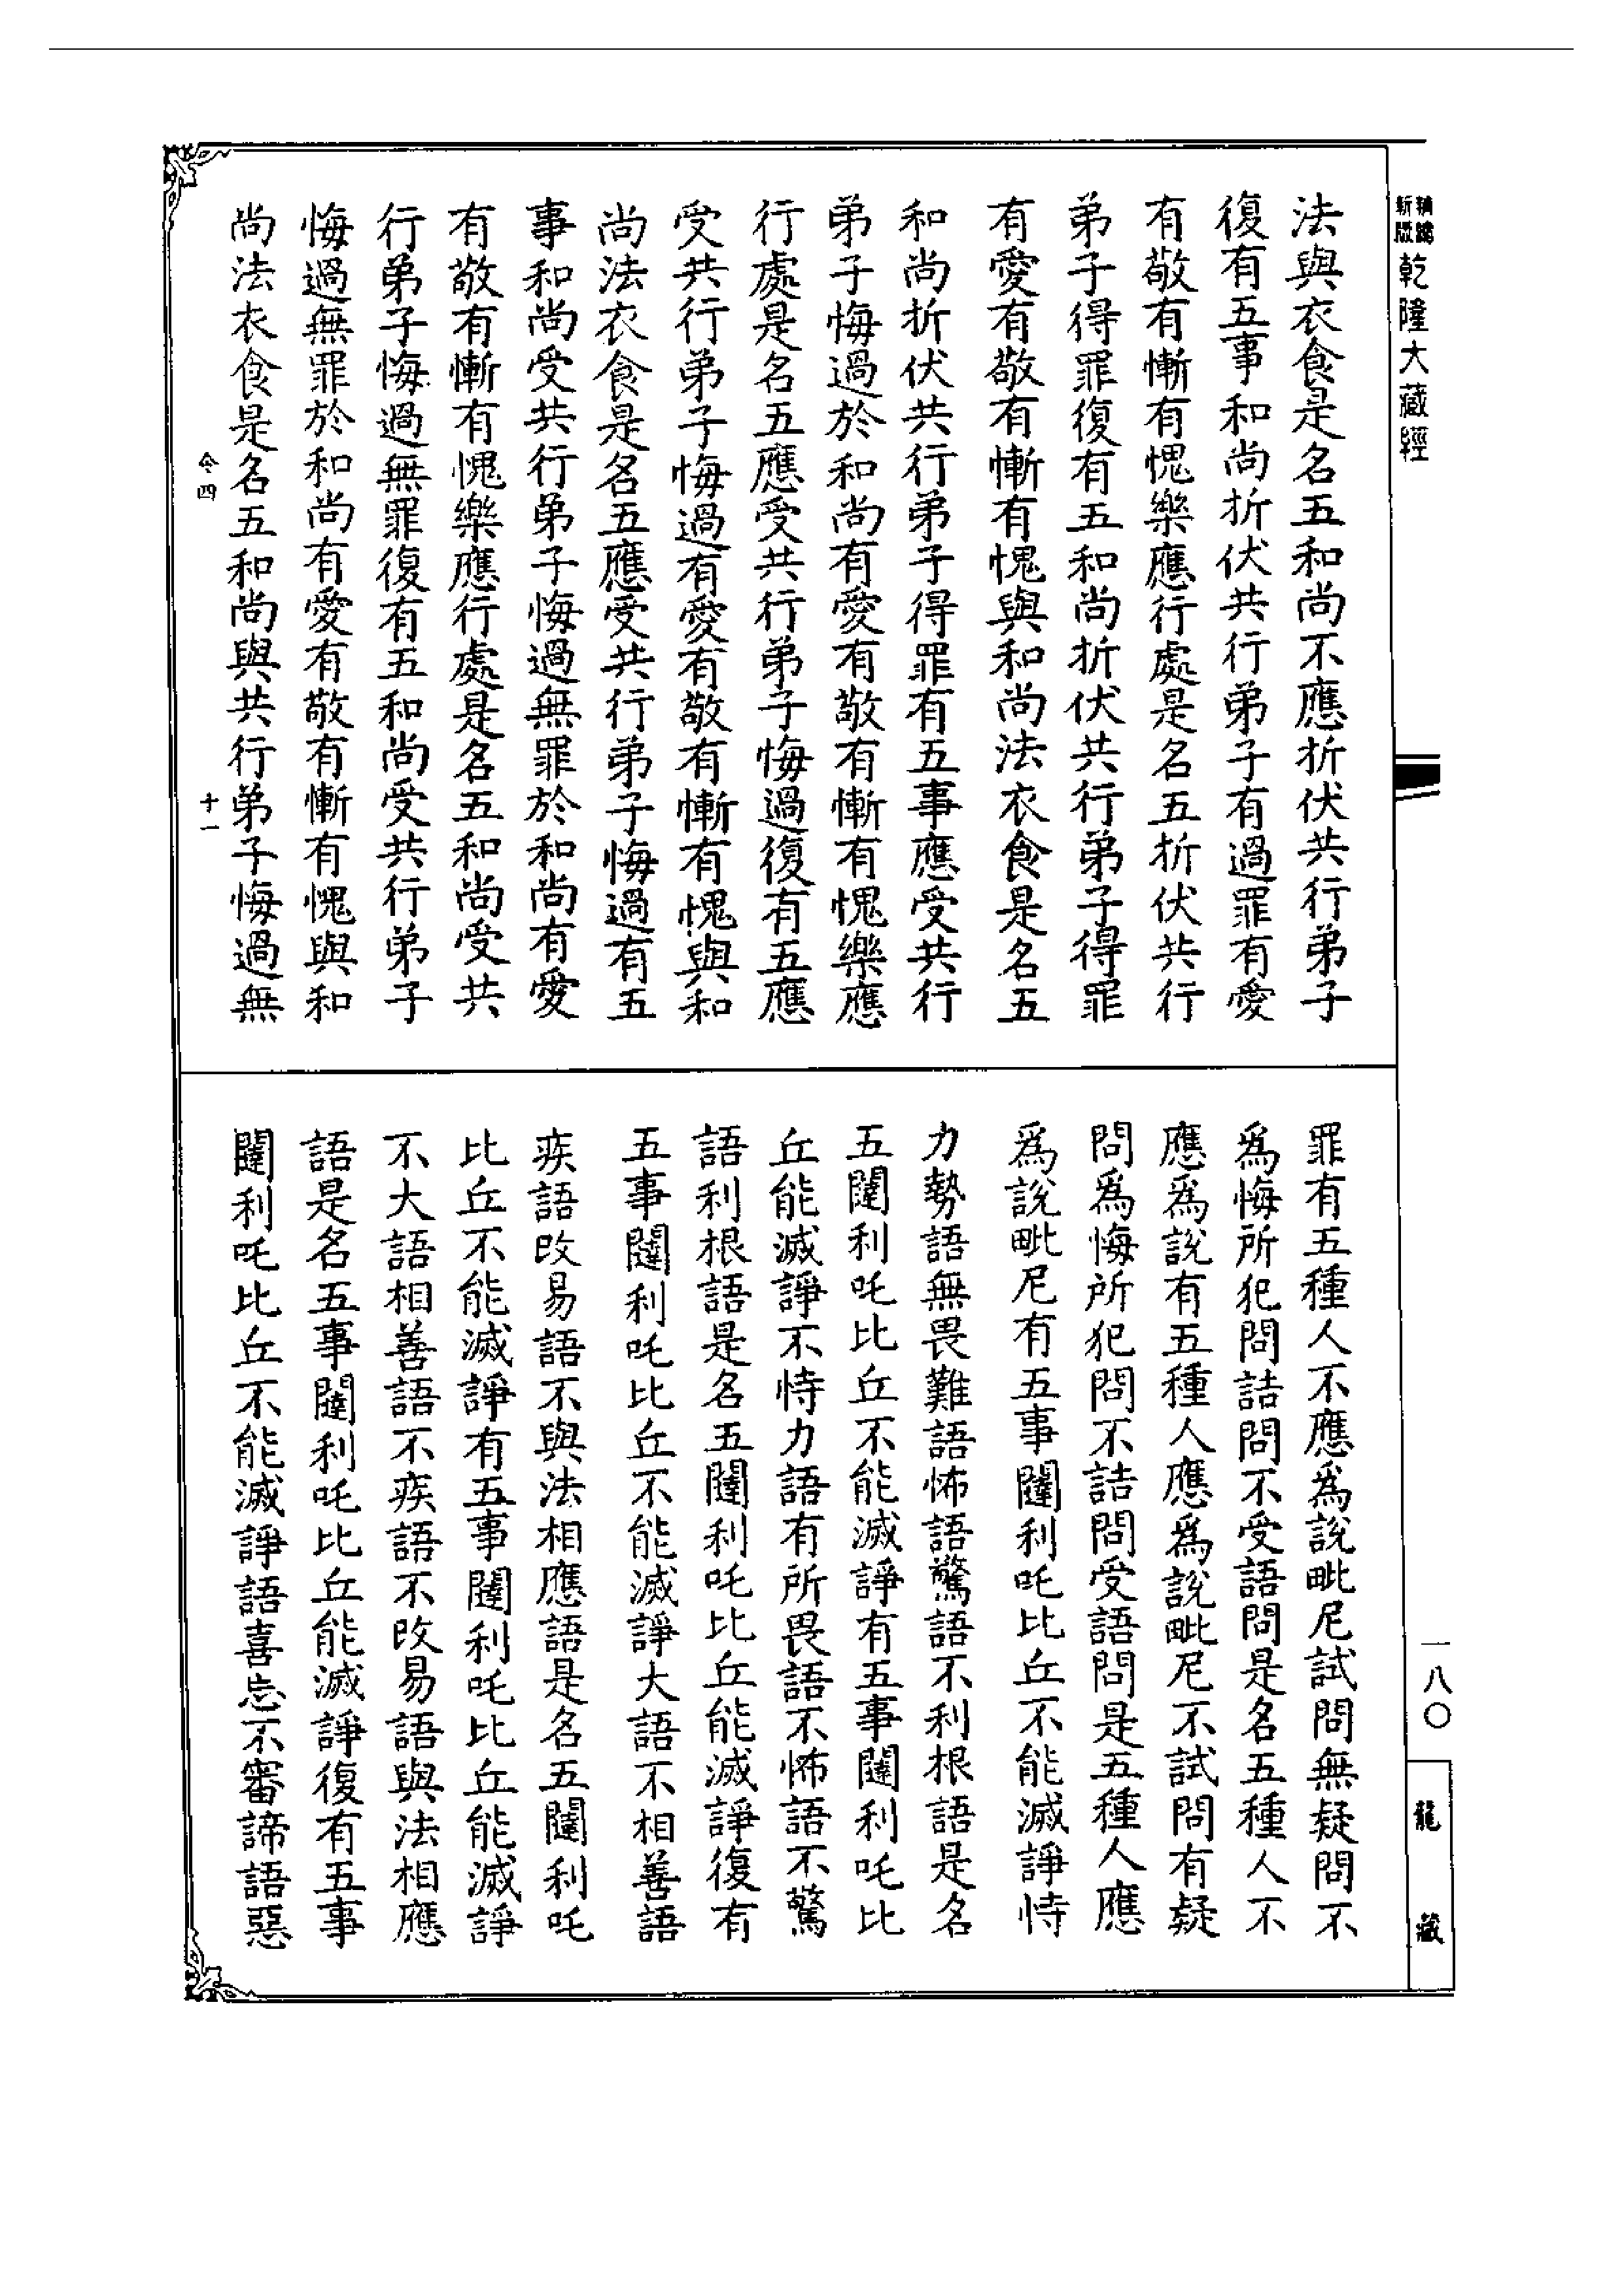 乾隆大藏經
法與衣食是名五和尚不應折伏共行弟子
復有五事和尚折伏共行弟子有過罪有愛
有敬有慚有愧樂應行處是名五折伏共行
弟子得罪復有五和尚折伏共行弟子得罪
有愛有敬有慚有愧與和尚法衣食是名五
和尚折伏共行弟子得罪有五事應受共行
弟子悔過於和尚有愛有敬有慚有愧樂應
行處是名五應受共行弟子悔過復有五應
受共行弟子悔過有愛有敬有慚有愧與和
尚法衣食是名五應受共行弟子悔過有五
事和尚受共行弟子悔過無罪於和尚有愛
有敬有慚有愧樂應行處是名五和尚受共
行弟子悔過無罪復有五和尚受共行弟子
悔過無罪於和尚有愛有敬有慚有愧與和
尚法衣食是名五和尚與共行弟子悔過無
令四 十一
罪有五種人不應爲說毗尼試問無疑問不
爲悔所犯問詰問不受語問是名五種人不
應爲說有五種人應爲說毗尼不試問有疑
問爲悔所犯問不詰問受語問是五種人應
爲說毗尼有五事闥利吒比丘不能滅諍恃
力勢語無畏難語怖語驚語不利根語是名
五闥利吒比丘不能滅諍有五事闥利吒比
丘能滅諍不恃力語有所畏語不怖語不驚
語利根語是名五闥利吒比丘能滅諍復有
五事闥利吒比丘不能滅諍大語不相善語
疾語改易語不與法相應語是名五闥利吒
比丘不能滅諍有五事闥利吒比丘能滅諍
不大語相善語不疾語不改易語與法相應
語是名五事闥利吒比丘能滅諍復有五事
闥利吒比丘不能滅諍語喜忘不審諦語惡
一八〇
龍藏